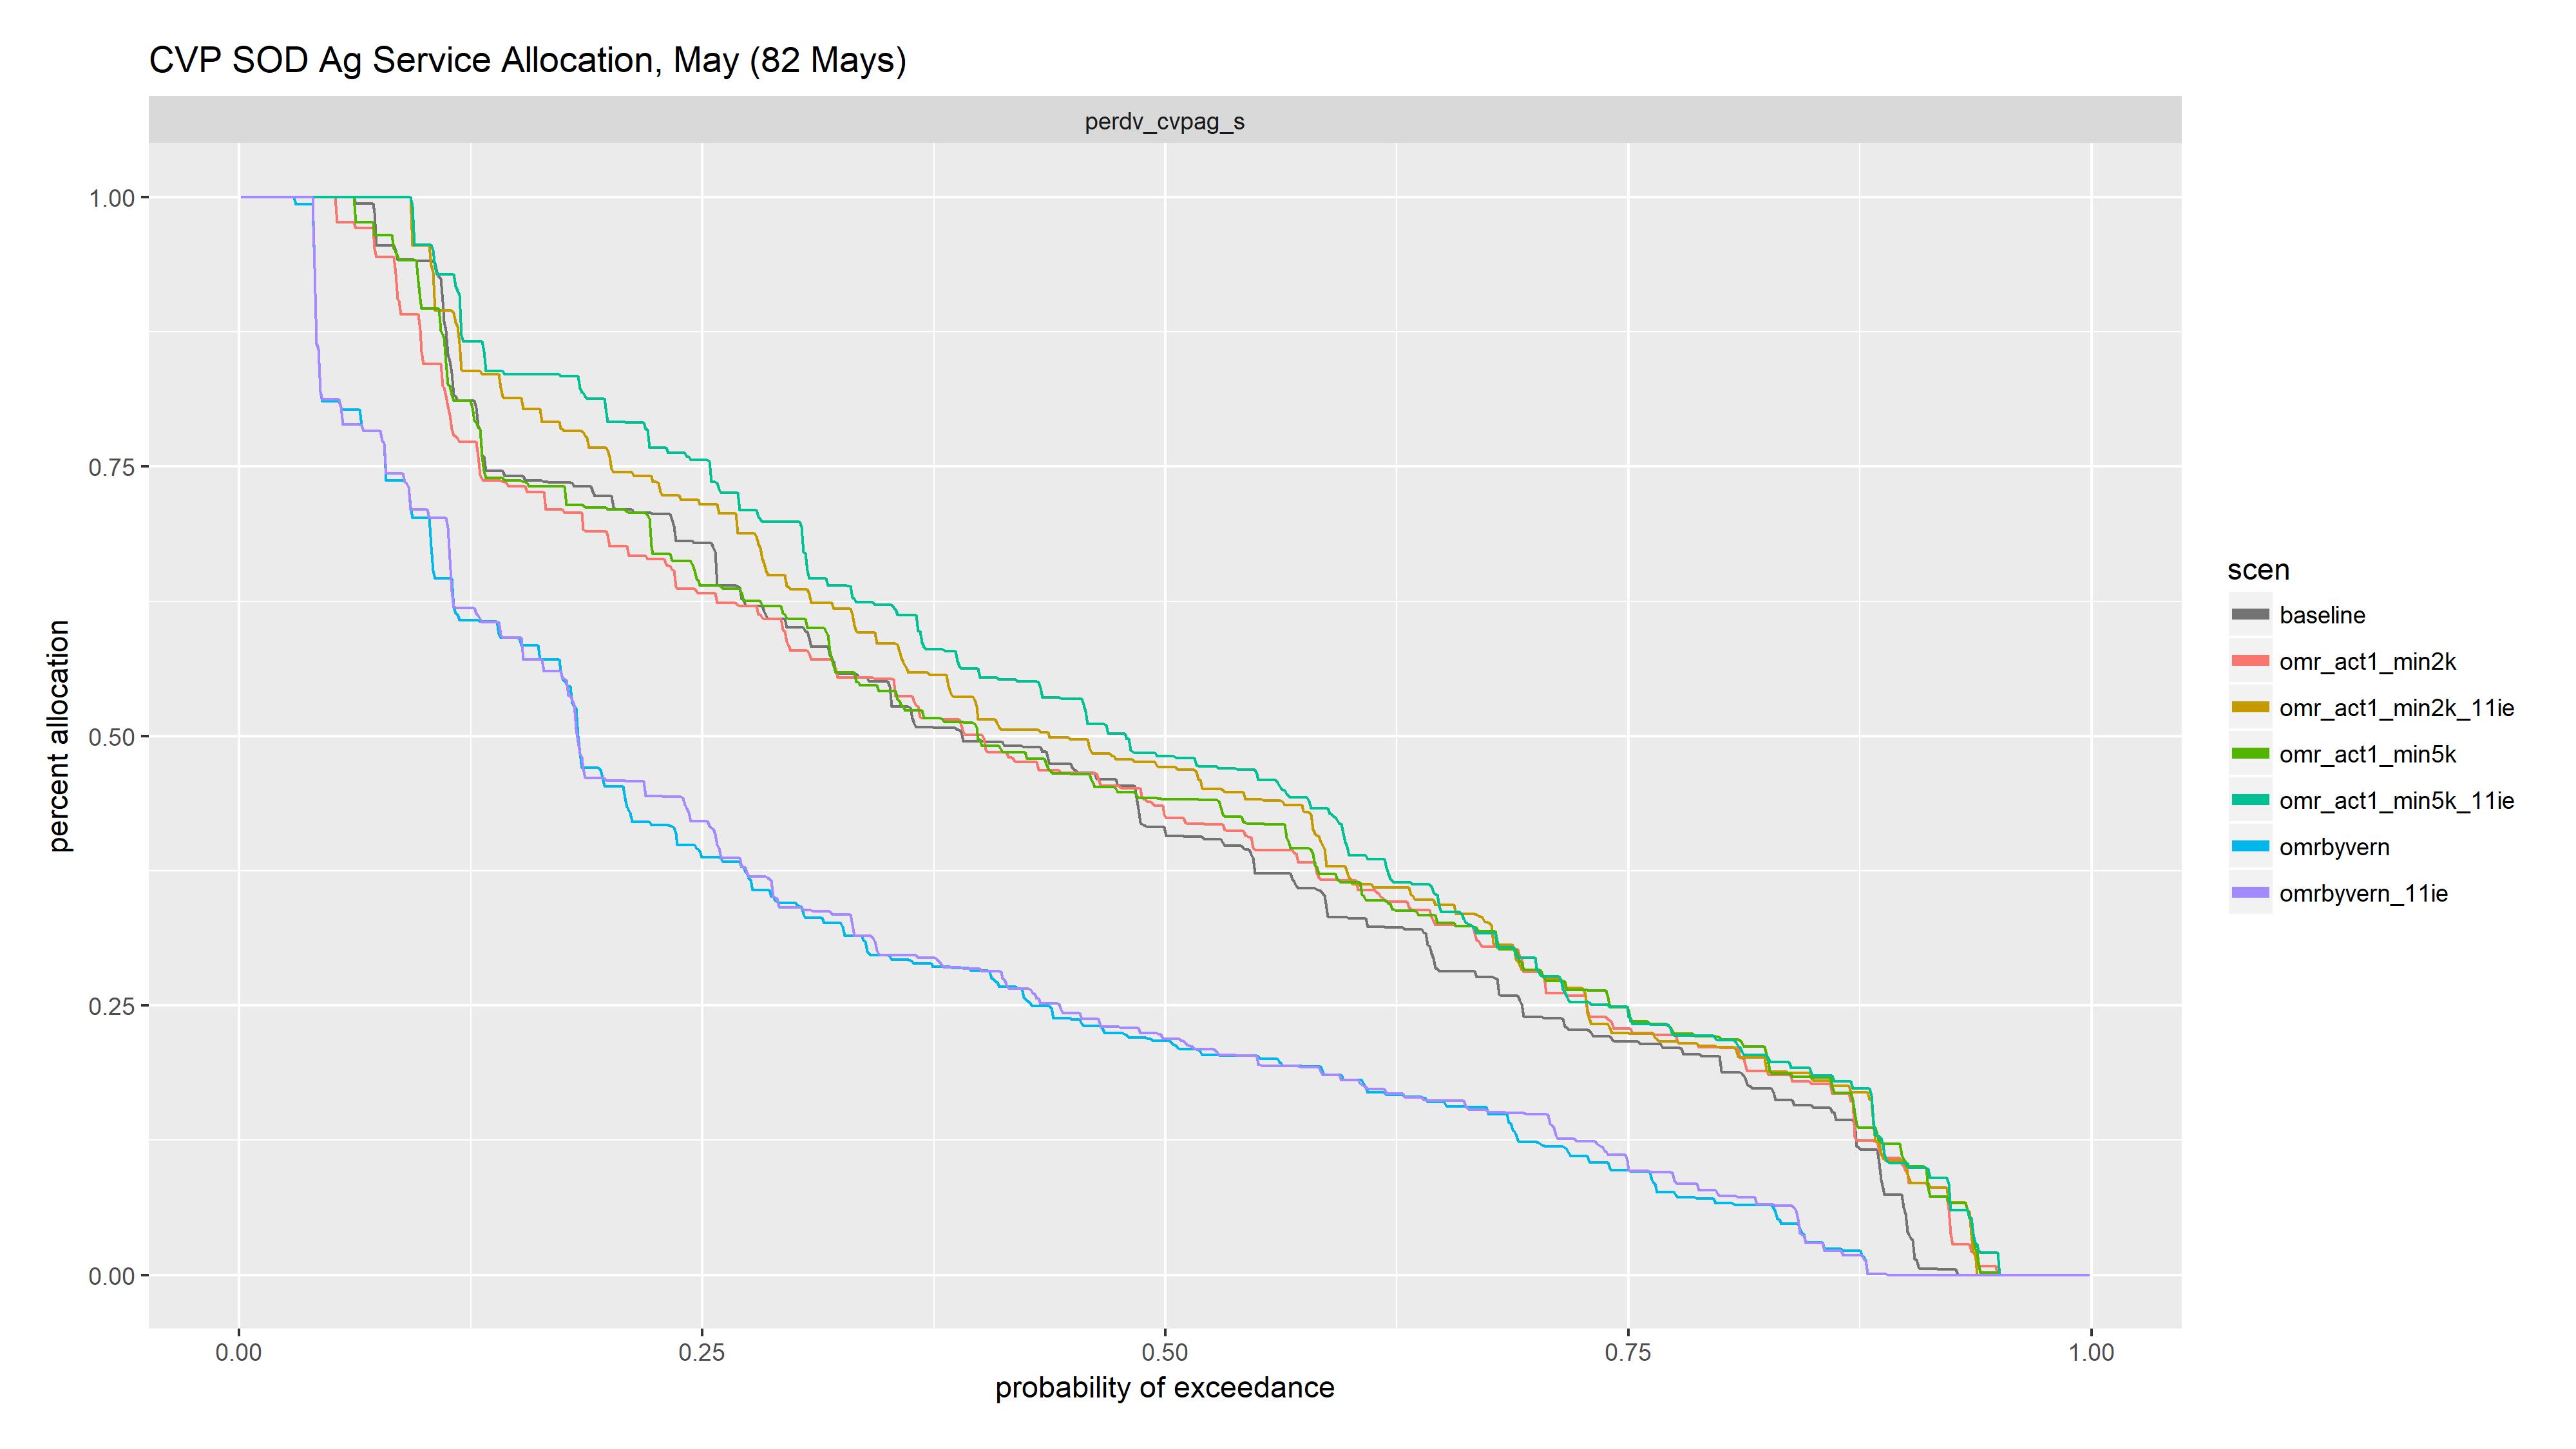 CVP SOD Ag Service Allocation, May (82 Mays)
perdv_cvpag_s
1.00
0.75
0.50
0.25
0.00
percent allocation
0.00 0.25 0.50 0.75 1.00
probability of exceedance
scen
baseline
omr_act1_min2k
omr_act1_min2k_11ie
omr_act1_min5k
omr_act1_min5k_11ie
omrbyvern
omrbyvern_11ie